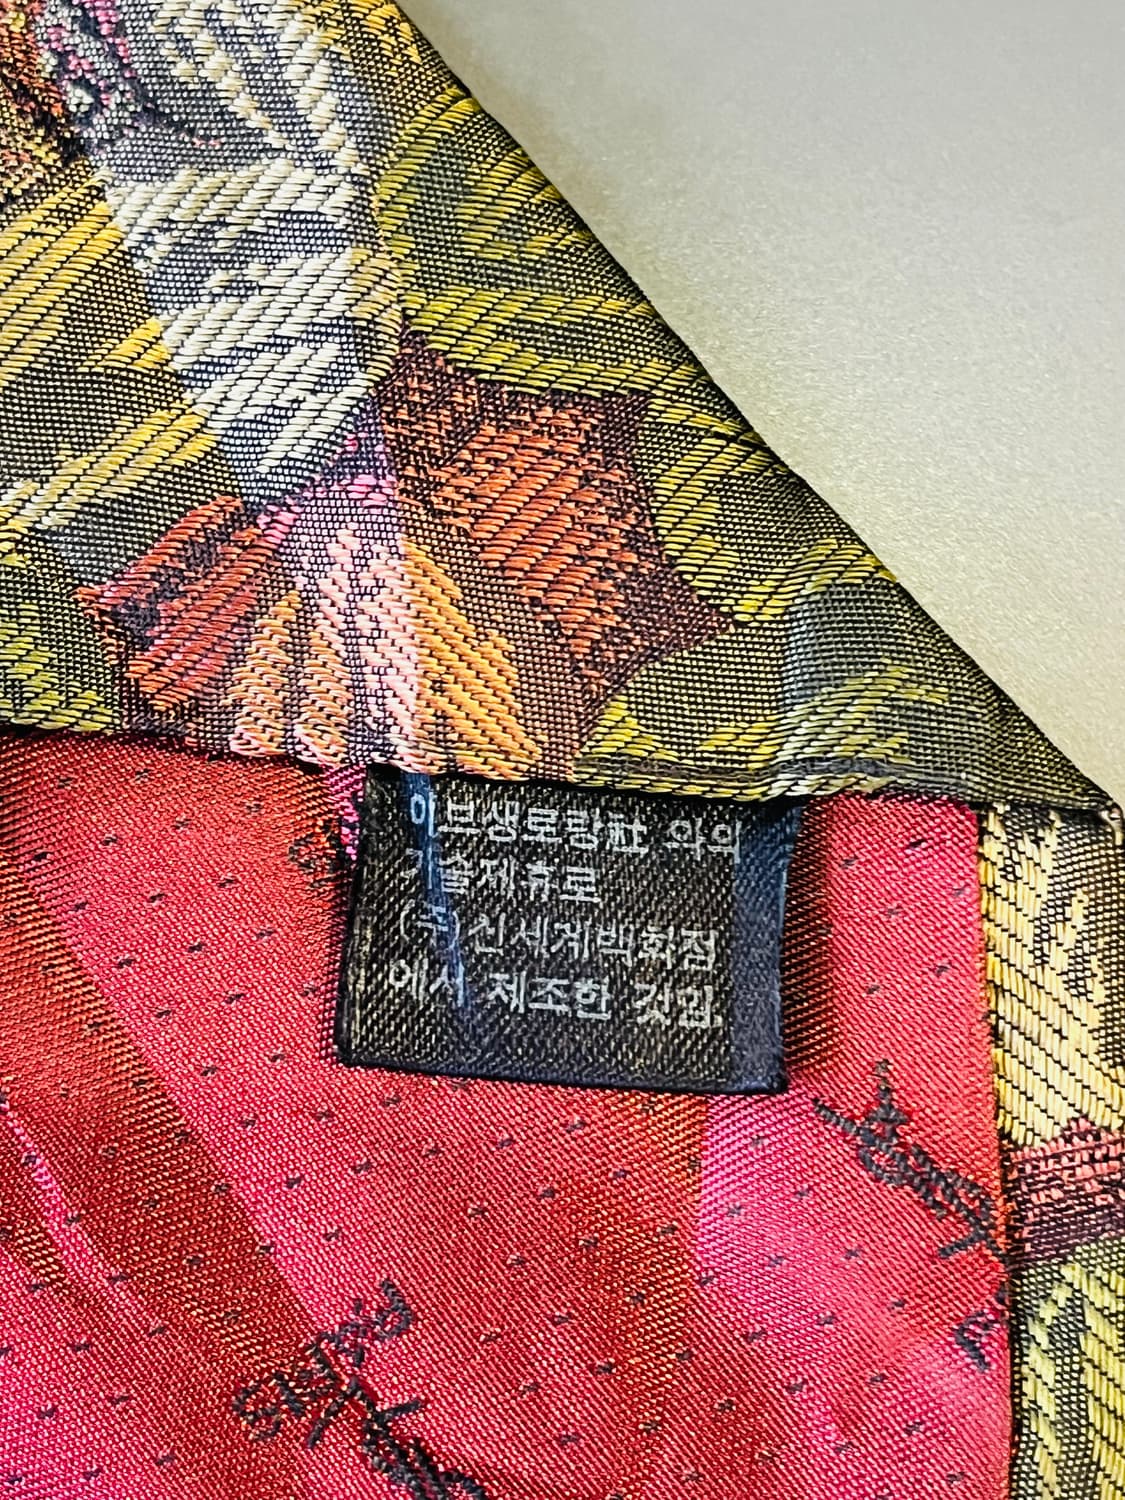 이브생로랑社 와의
기술제휴로
(주) 신세계백화점
에서 제조한 것임.